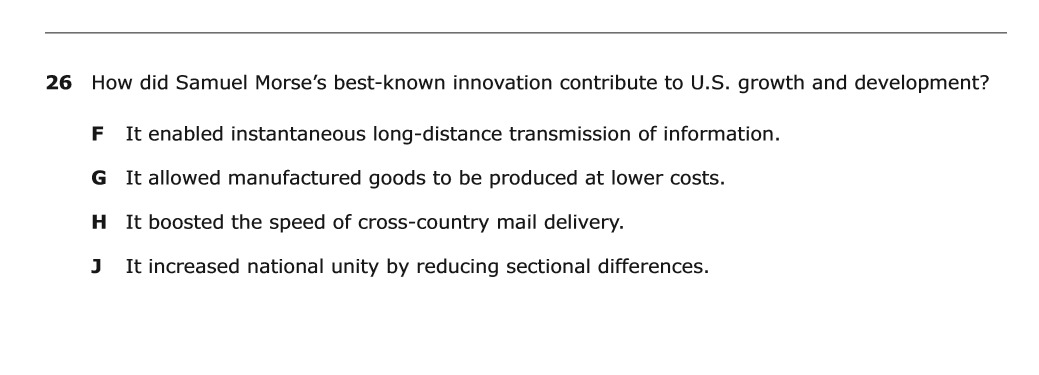 26 How did Samuel Morse’s best-known innovation contribute to U.S. growth and development?
F It enabled instantaneous long-distance transmission of information.
G It allowed manufactured goods to be produced at lower costs.
H It boosted the speed of cross-country mail delivery.
J It increased national unity by reducing sectional differences.